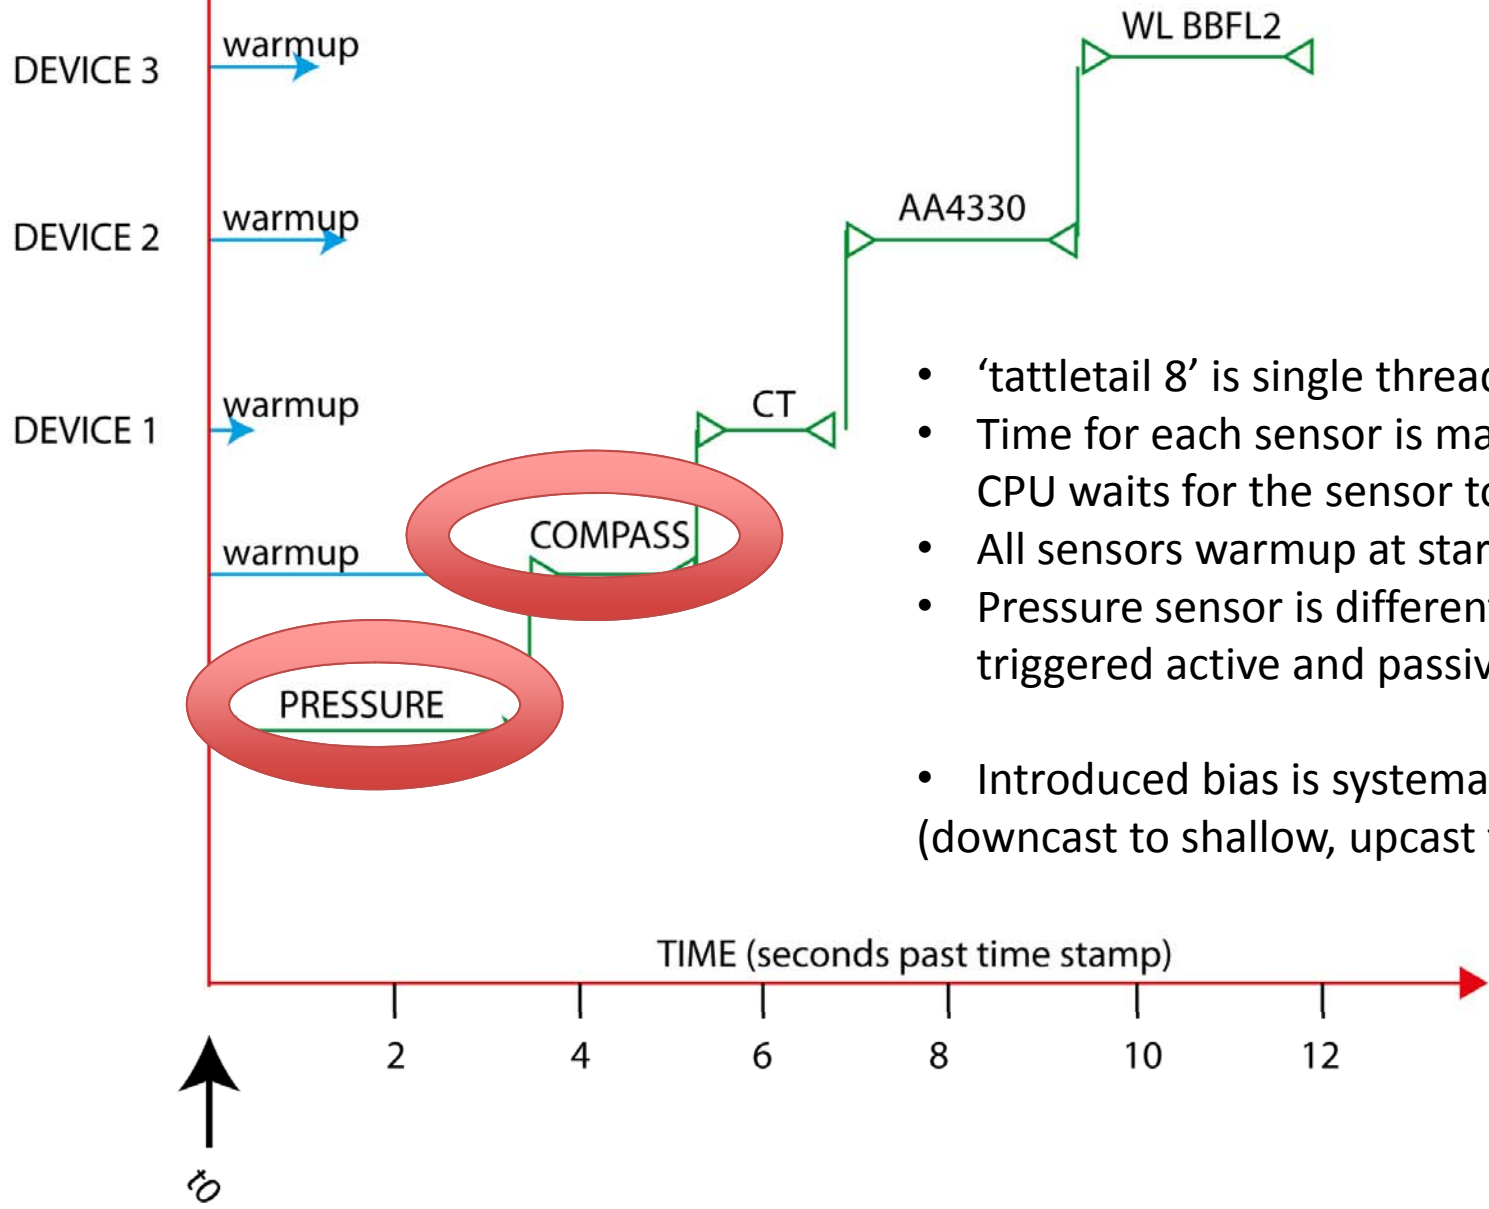 WL BBFL2
warmup
DEVICE 3
AA4330
warmup
DEVICE 2
CT
warmup
DEVICE 1
COMPASS
warmup
PRESSURE
• ‘tattletail 8’ is single
• Time for each sensor is
CPU waits for the sensor
• All sensors warmup at
• Pressure sensor is
triggered active and
• Introduced bias is
(downcast to shallow, upcast
TIME (seconds past time stamp)
2 4 6 8 10 12
t0